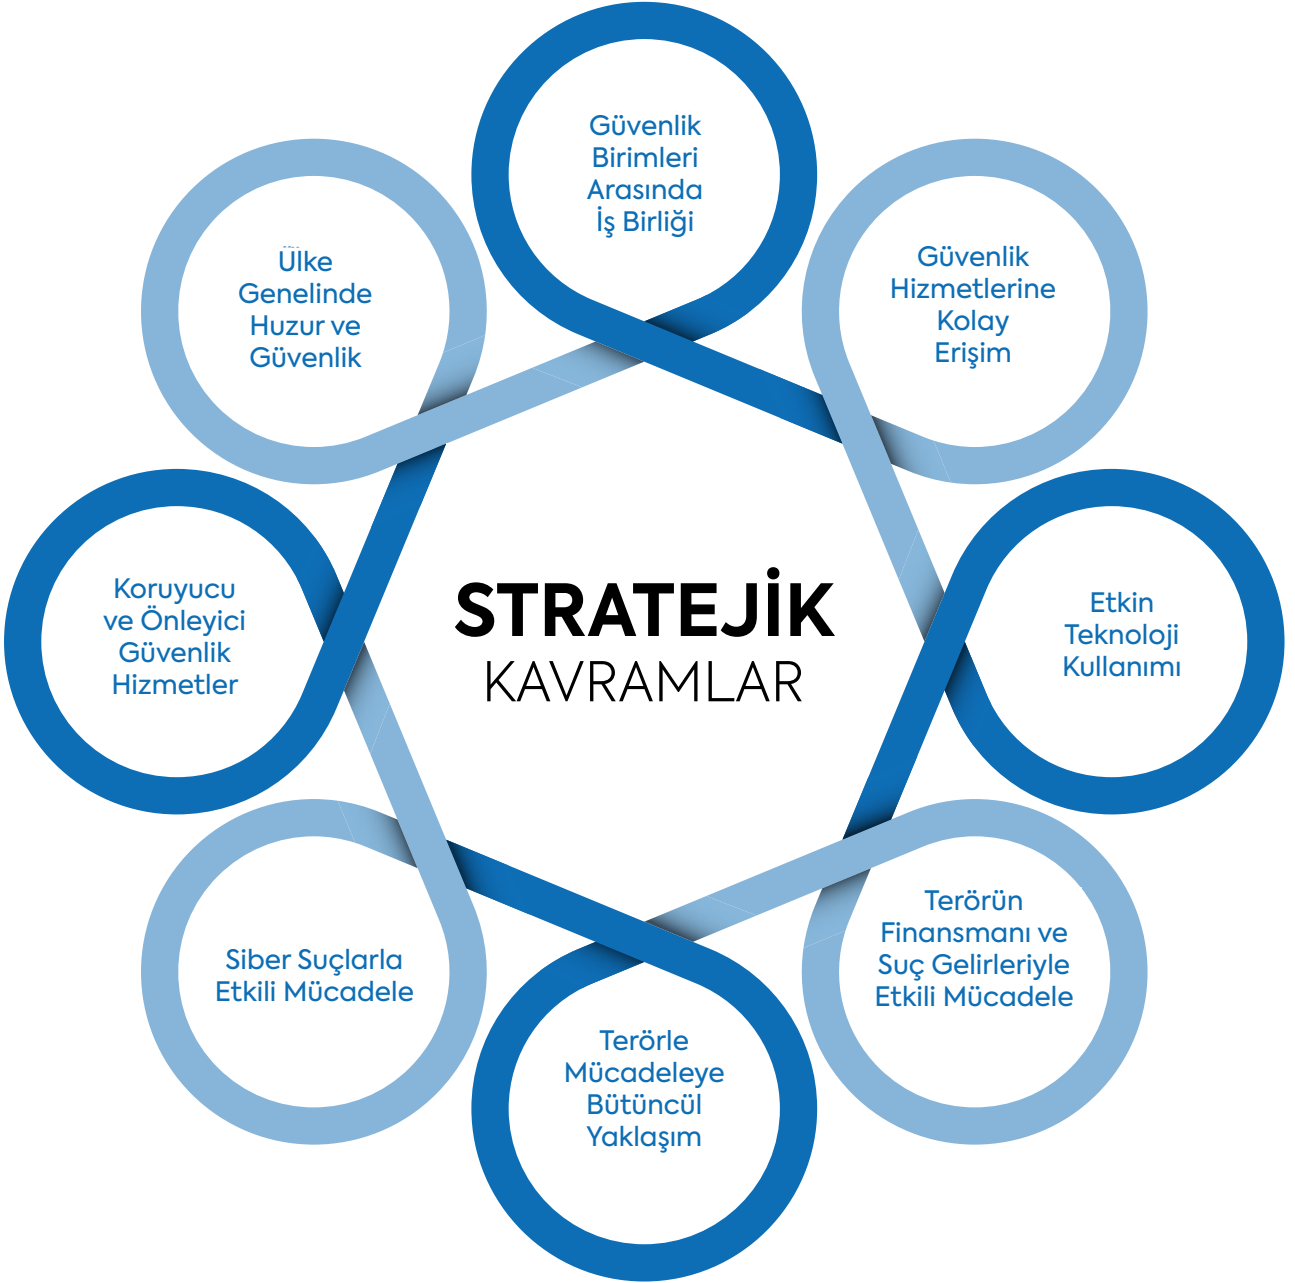 Güvenlik
Birimleri
Arasında
İş Birliği
Güvenlik
Hizmetlerine
Kolay
Erişim
Etkin
Teknoloji
Kullanımı
Terörün
Finansmanı ve
Suç Gelirleriyle
Etkili Mücadele
Terörle
Mücadeleye
Bütüncül
Yaklaşım
Siber Suçlarla
Etkili Mücadele
Koruyucu
ve Önleyici
Güvenlik
Hizmetler
Ülke
Genelinde
Huzur ve
Güvenlik
STRATEJİK
KAVRAMLAR